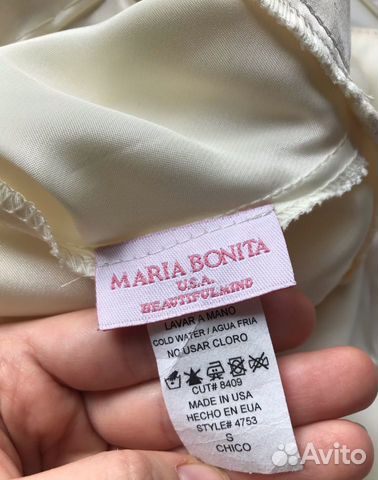 MARIA BONITA
U.S.A.
BEAUTIFULMIND
LAVAR A MANO
COLD WATER / AGUA FRIA
NO USAR CLORO
CUT# 8409
MADE IN USA
HECHO EN EUA
STYLE# 4753
S
CHICO
Avito